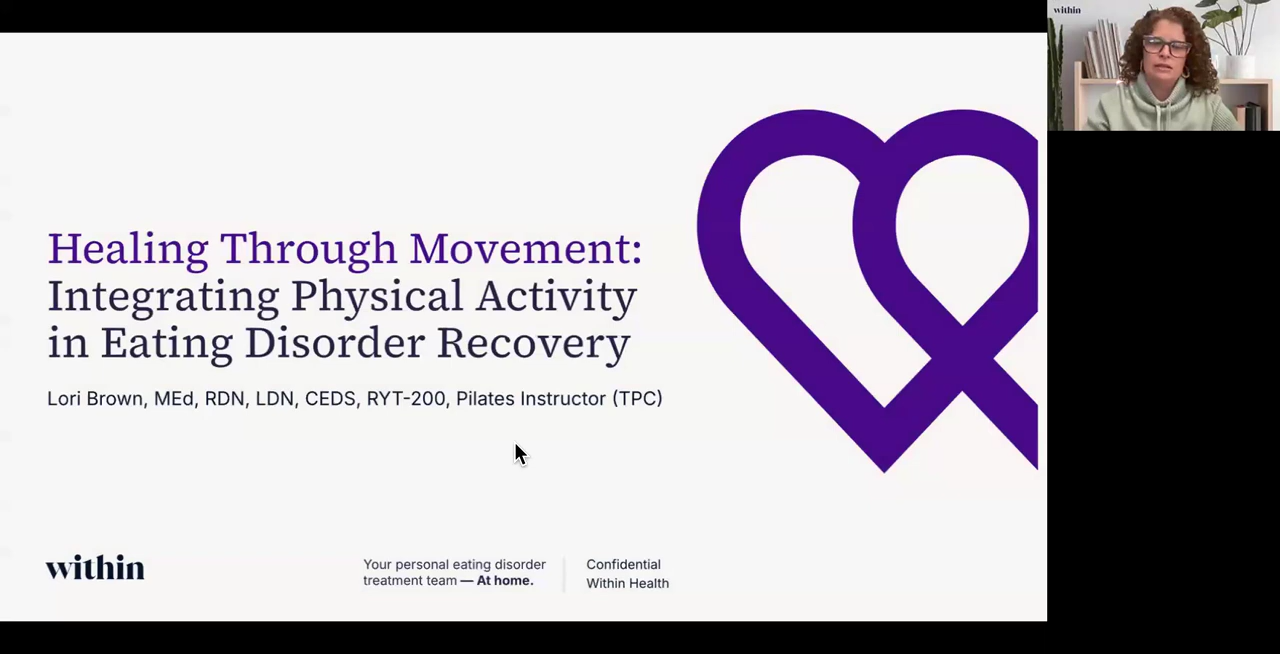 within
Healing Through Movement:
Integrating Physical Activity
in Eating Disorder Recovery
Lori Brown, MEd, RDN, LDN, CEDS, RYT-200, Pilates Instructor (TPC)
within
Your personal eating disorder
treatment team — At home.
Confidential
Within Health